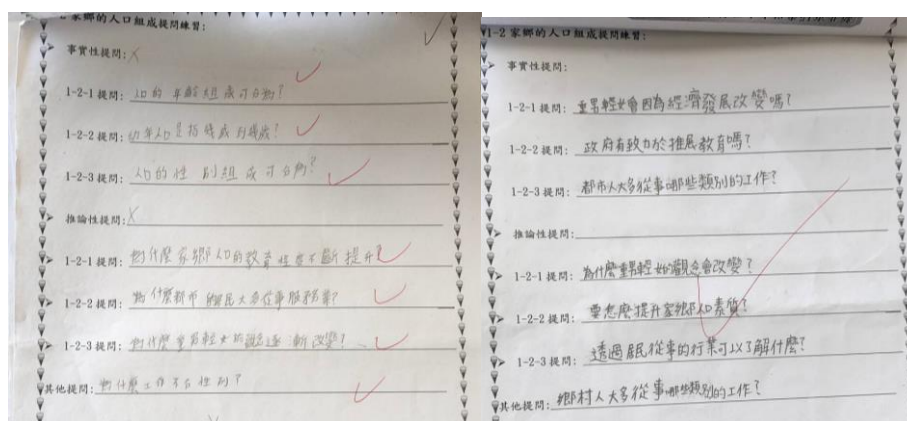 家鄉的人口組成提問練習：
事實性提問：X
1-2-1 提問：人口的年齡組成可分為？
1-2-2 提問：幼年人口是指幾歲到幾歲？
1-2-3 提問：人口的性別組成可分為？
推論性提問：X
1-2-1 提問：為什麼家鄉人口的教育程度不斷提升？
1-2-2 提問：為什麼都市 居民大多從事服務業？
1-2-3 提問：為什麼重男輕女的觀念逐漸改變？
其他提問：為什麼工作不分性別？
1-2 家鄉的人口組成提問練習：
事實性提問：
1-2-1 提問：重男輕女會因為經濟發展改變嗎？
1-2-2 提問：政府有致力於推展教育嗎？
1-2-3 提問：都市人大多從事哪些類別的工作？
推論性提問：
1-2-1 提問：為什麼重男輕女的觀念會改變？
1-2-2 提問：要怎麼提升家鄉人口素質？
1-2-3 提問：透過居民從事的行業可以了解什麼？
其他提問：鄉村人大多從事哪些類別的工作？